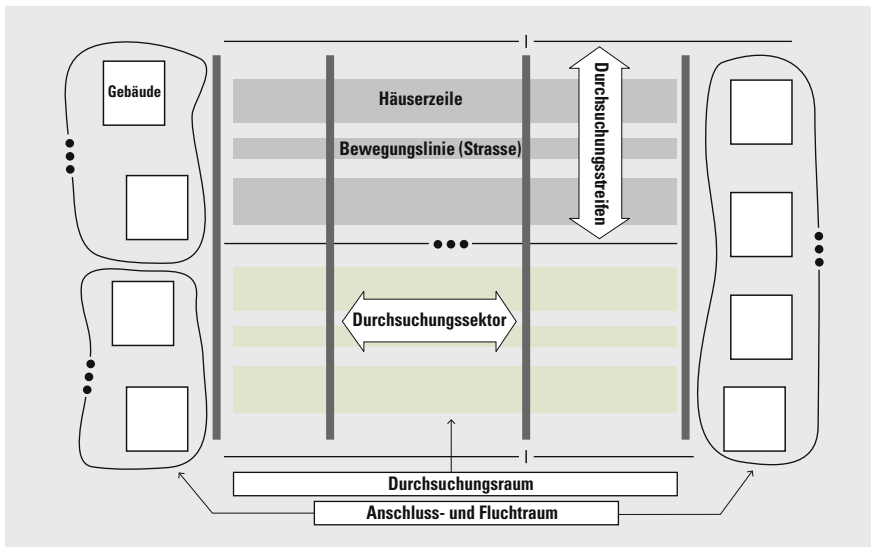 Gebäude
Häuserzeile
Bewegungslinie (Strasse)
Durchsuchungsstreifen
Durchsuchungssektor
Durchsuchungsraum
Anschluss- und Fluchtraum